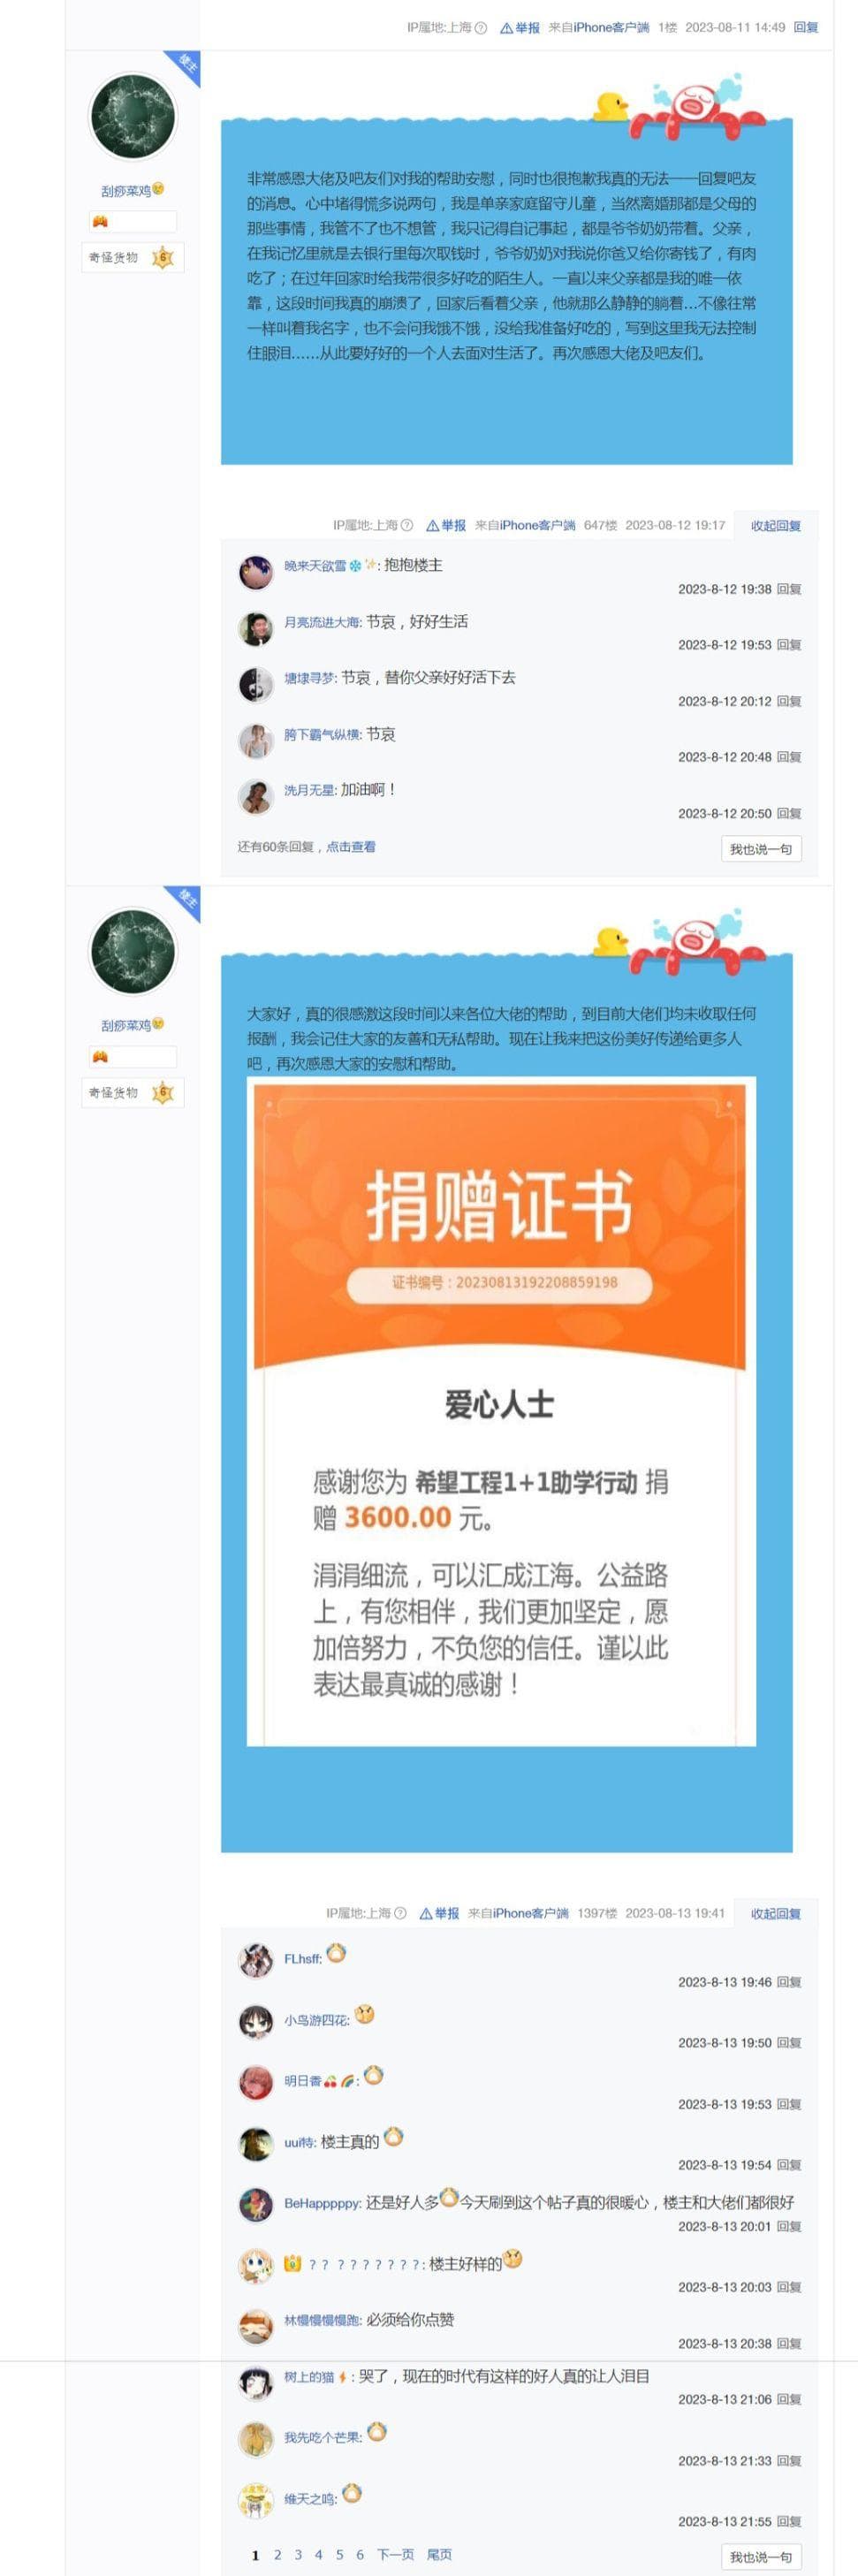 IP属地:上海 举报 来自iPhone客户端 1楼 2023-08-11 14:49 回复
楼主
刮痧菜鸡
奇怪货物 6
非常感恩大佬及吧友们对我的帮助安慰，同时也很抱歉我真的无法一一回复吧友
的消息。心中堵得慌多说两句，我是单亲家庭留守儿童，当然离婚那都是父母的
那些事情，我管不了也不想管，我只记得自记事起，都是爷爷奶奶带着。父亲，
在我记忆里就是去银行里每次取钱时，爷爷奶奶对我说你爸又给你寄钱了，有肉
吃了；在过年回家时给我带很多好吃的陌生人。一直以来父亲都是我的唯一依
靠，这段时间我真的崩溃了，回家后看着父亲，他就那么静静的躺着...不像往常
一样叫着我名字，也不会问我饿不饿，没给我准备好吃的，写到这里我无法控制
住眼泪......从此要好好的一个人去面对生活了。再次感恩大佬及吧友们。
IP属地:上海 举报 来自iPhone客户端 647楼 2023-08-12 19:17 收起回复
晚来天欲雪❄✨: 抱抱楼主
2023-8-12 19:38 回复
月亮流进大海: 节哀，好好生活
2023-8-12 19:53 回复
塘埭寻梦: 节哀，替你父亲好好活下去
2023-8-12 20:12 回复
胯下霸气纵横: 节哀
2023-8-12 20:48 回复
洗月无星: 加油啊！
2023-8-12 20:50 回复
还有60条回复，点击查看
我也说一句
楼主
刮痧菜鸡
奇怪货物 6
大家好，真的很感激这段时间以来各位大佬的帮助，到目前大佬们均未收取任何
报酬，我会记住大家的友善和无私帮助。现在让我来把这份美好传递给更多人
吧，再次感恩大家的安慰和帮助。
捐赠证书
证书编号：20230813192208859198
爱心人士
感谢您为 希望工程1+1助学行动 捐
赠 3600.00 元。
涓涓细流，可以汇成江海。公益路
上，有您相伴，我们更加坚定，愿
加倍努力，不负您的信任。谨以此
表达最真诚的感谢！
IP属地:上海 举报 来自iPhone客户端 1397楼 2023-08-13 19:41 收起回复
FLhsff:
2023-8-13 19:46 回复
小鸟游四花:
2023-8-13 19:50 回复
明日香🍒🌈:
2023-8-13 19:53 回复
uui特: 楼主真的
2023-8-13 19:54 回复
BeHapppppy: 还是好人多今天刷到这个帖子真的很暖心，楼主和大佬们都很好
2023-8-13 20:01 回复
？？？？？？？？？: 楼主好样的
2023-8-13 20:03 回复
林慢慢慢慢跑: 必须给你点赞
2023-8-13 20:38 回复
树上的猫⚡: 哭了，现在的时代有这样的好人真的让人泪目
2023-8-13 21:06 回复
我先吃个芒果:
2023-8-13 21:33 回复
维天之鸣:
2023-8-13 21:55 回复
1 2 3 4 5 6 下一页 尾页
我也说一句